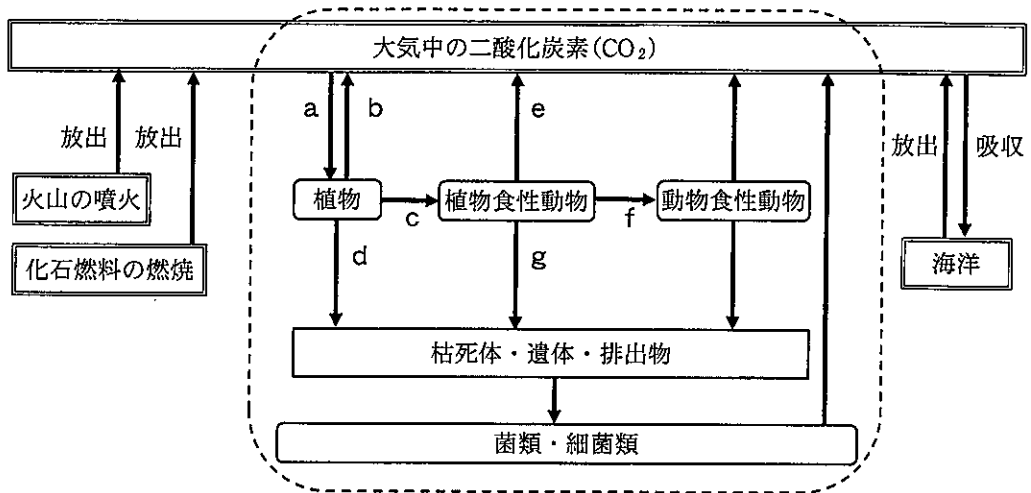 大気中の二酸化炭素(CO₂)
a
b
e
放出
放出
放出
吸収
火山の噴火
植物
植物食性動物
動物食性動物
c
f
化石燃料の燃焼
d
g
海洋
枯死体・遺体・排出物
菌類・細菌類